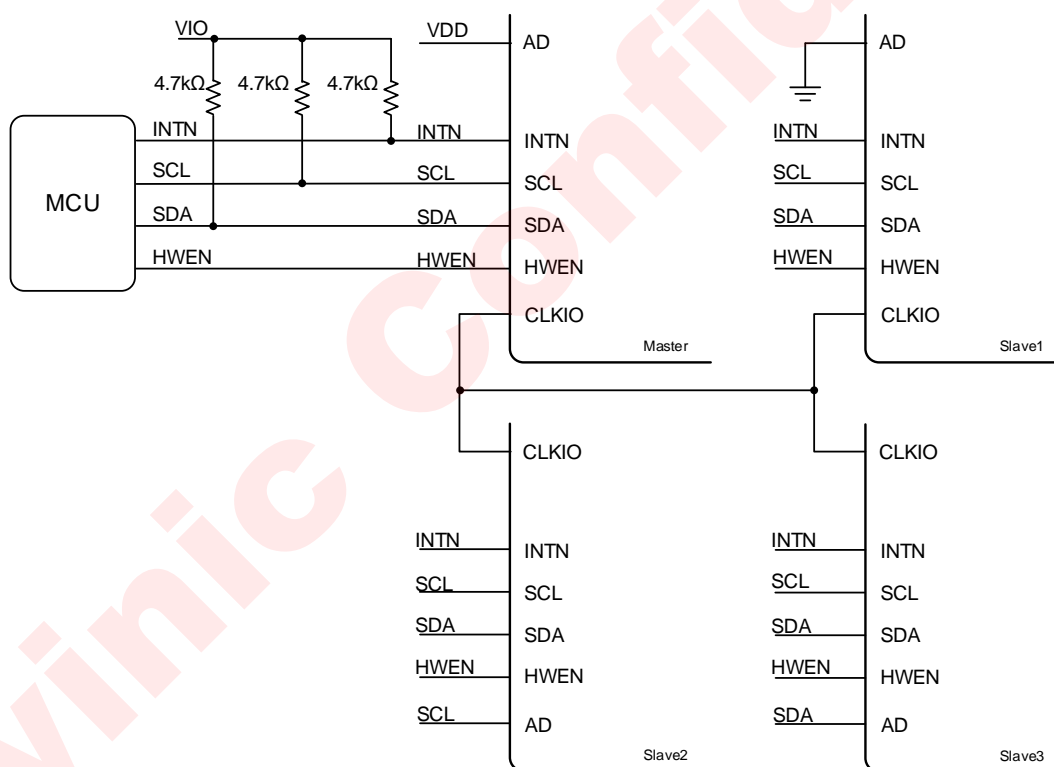 VIO
VDD
AD
AD
4.7kΩ 4.7kΩ 4.7kΩ
INTN INTN INTN INTN INTN
SCL SCL SCL SCL SCL
MCU
SDA SDA SDA SDA SDA
HWEN HWEN HWEN HWEN HWEN
CLKIO CLKIO
Master Slave1
CLKIO CLKIO
INTN INTN INTN INTN
SCL SCL SCL SCL
SDA SDA SDA SDA
HWEN HWEN HWEN HWEN
SCL AD SDA AD
Slave2 Slave3
vinic Confid